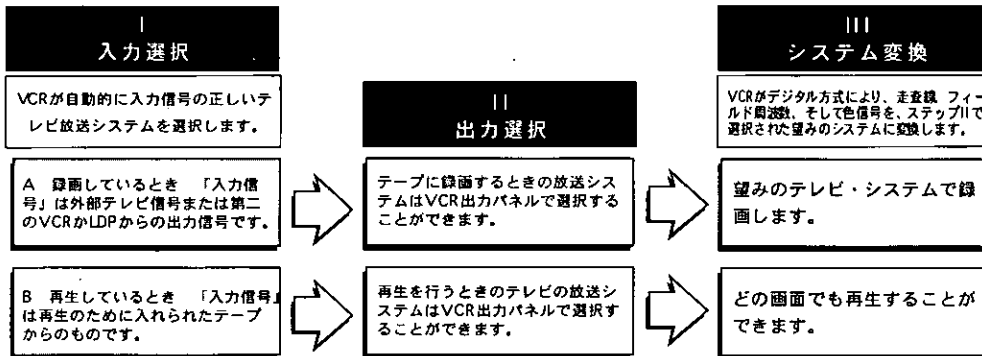 I
入力選択
VCRが自動的に入力信号の正しいテ
レビ放送システムを選択します。
A 録画しているとき 「入力信
号」は外部テレビ信号または第二
のVCRかLDPからの出力信号です。
B 再生しているとき 「入力信号」
は再生のために入れられたテープ
からのものです。
II
出力選択
テープに録画するときの放送シス
テムはVCR出力パネルで選択する
ことができます。
再生を行うときのテレビの放送シ
ステムはVCR出力パネルで選択す
ることができます。
III
システム変換
VCRがデジタル方式により、走査線、フィー
ルド周波数、そして色信号を、ステップIIで
選択された望みのシステムに変換します。
望みのテレビ・システムで録
画します。
どの画面でも再生することが
できます。